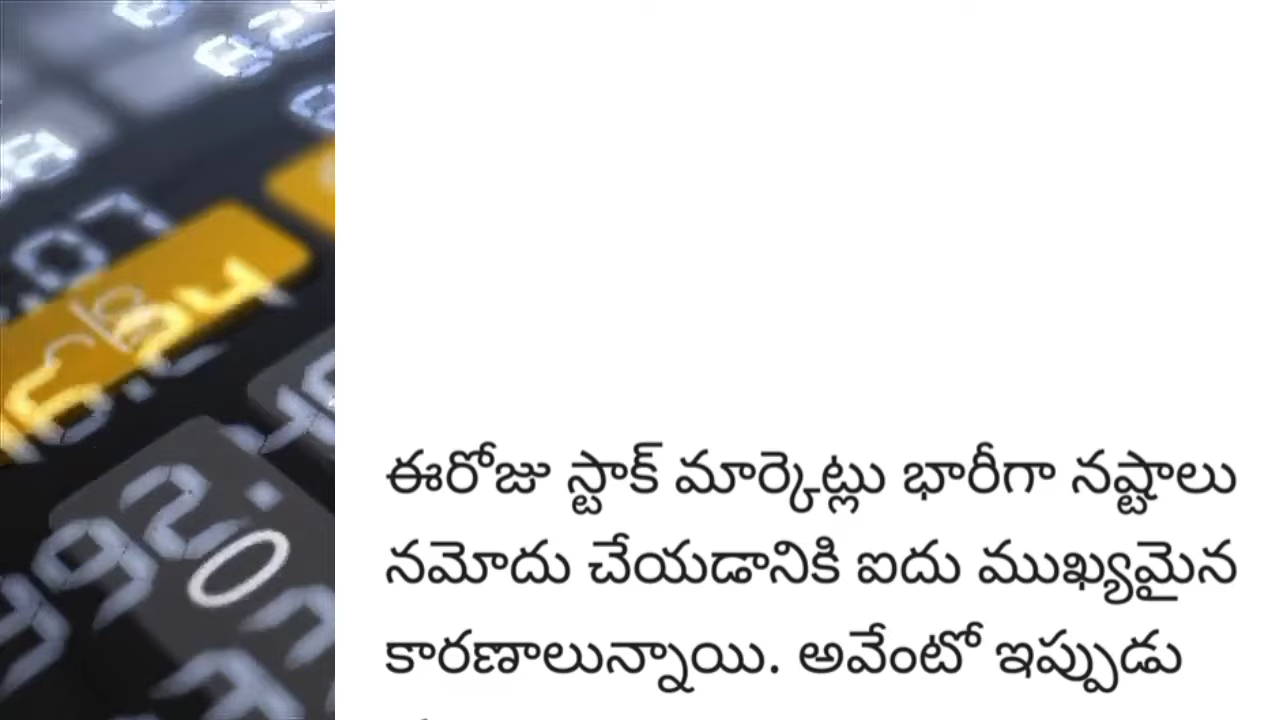 ఈరోజు స్టాక్ మార్కెట్లు భారీగా నష్టాలు
నమోదు చేయడానికి ఐదు ముఖ్యమైన
కారణాలున్నాయి. అవేంటో ఇప్పుడు